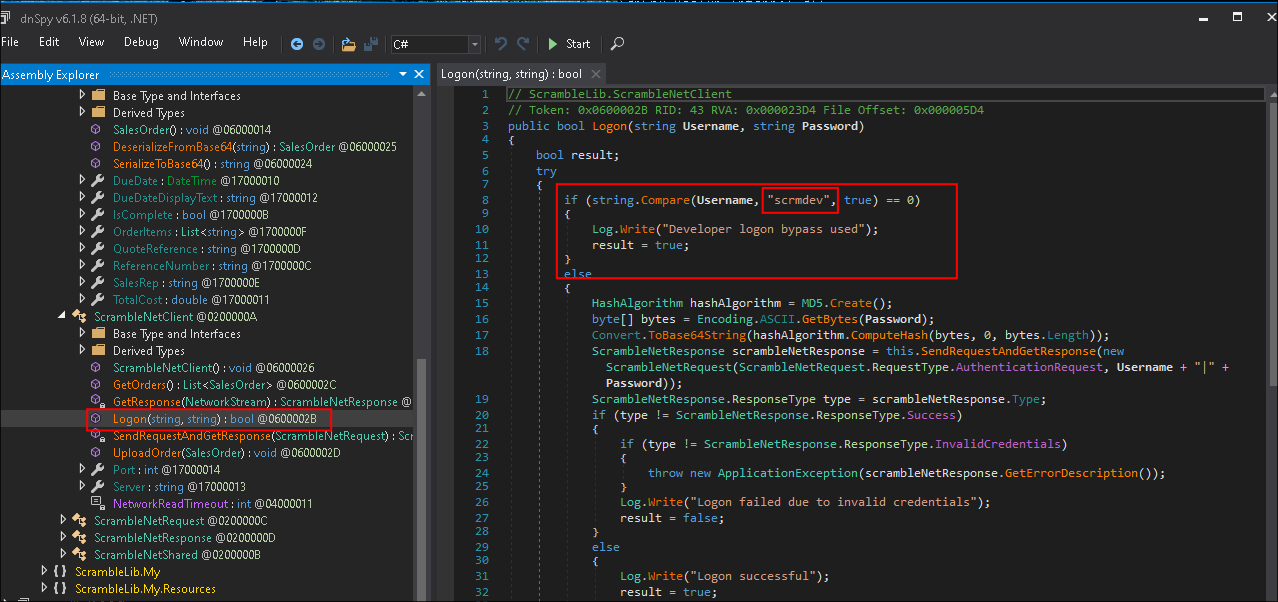 dnSpy v6.1.8 (64-bit, .NET)
File Edit View Debug Window Help C# Start
Assembly Explorer
Base Type and Interfaces
Derived Types
SalesOrder() : void @06000014
DeserializeFromBase64(string) : SalesOrder @06000025
SerializeToBase64() : string @06000024
DueDate : DateTime @17000010
DueDateDisplayText : string @17000012
IsComplete : bool @1700000B
OrderItems : List<string> @1700000F
QuoteReference : string @1700000D
ReferenceNumber : string @1700000C
SalesRep : string @1700000E
TotalCost : double @17000011
ScrambleNetClient @0200000A
Base Type and Interfaces
Derived Types
ScrambleNetClient() : void @06000026
GetOrders() : List<SalesOrder> @0600002C
GetResponse(NetworkStream) : ScrambleNetResponse @
Logon(string, string) : bool @0600002B
SendRequestAndGetResponse(ScrambleNetRequest) : Scr
UploadOrder(SalesOrder) : void @0600002D
Port : int @17000014
Server : string @17000013
NetworkReadTimeout : int @04000011
ScrambleNetRequest @0200000C
ScrambleNetResponse @0200000D
ScrambleNetShared @0200000B
{ } ScrambleLib.My
{ } ScrambleLib.My.Resources
Logon(string, string) : bool
1 // ScrambleLib.ScrambleNetClient
2 // Token: 0x0600002B RID: 43 RVA: 0x000023D4 File Offset: 0x000005D4
3 public bool Logon(string Username, string Password)
4 {
5 bool result;
6 try
7 {
8 if (string.Compare(Username, "scrmdev", true) == 0)
9 {
10 Log.Write("Developer logon bypass used");
11 result = true;
12 }
13 else
14 {
15 HashAlgorithm hashAlgorithm = MD5.Create();
16 byte[] bytes = Encoding.ASCII.GetBytes(Password);
17 Convert.ToBase64String(hashAlgorithm.ComputeHash(bytes, 0, bytes.Length));
18 ScrambleNetResponse scrambleNetResponse = this.SendRequestAndGetResponse(new
ScrambleNetRequest(ScrambleNetRequest.RequestType.AuthenticationRequest, Username + "|" +
Password));
19 ScrambleNetResponse.ResponseType type = scrambleNetResponse.Type;
20 if (type != ScrambleNetResponse.ResponseType.Success)
21 {
22 if (type != ScrambleNetResponse.ResponseType.InvalidCredentials)
23 {
24 throw new ApplicationException(scrambleNetResponse.GetErrorDescription());
25 }
26 Log.Write("Logon failed due to invalid credentials");
27 result = false;
28 }
29 else
30 {
31 Log.Write("Logon successful");
32 result = true;